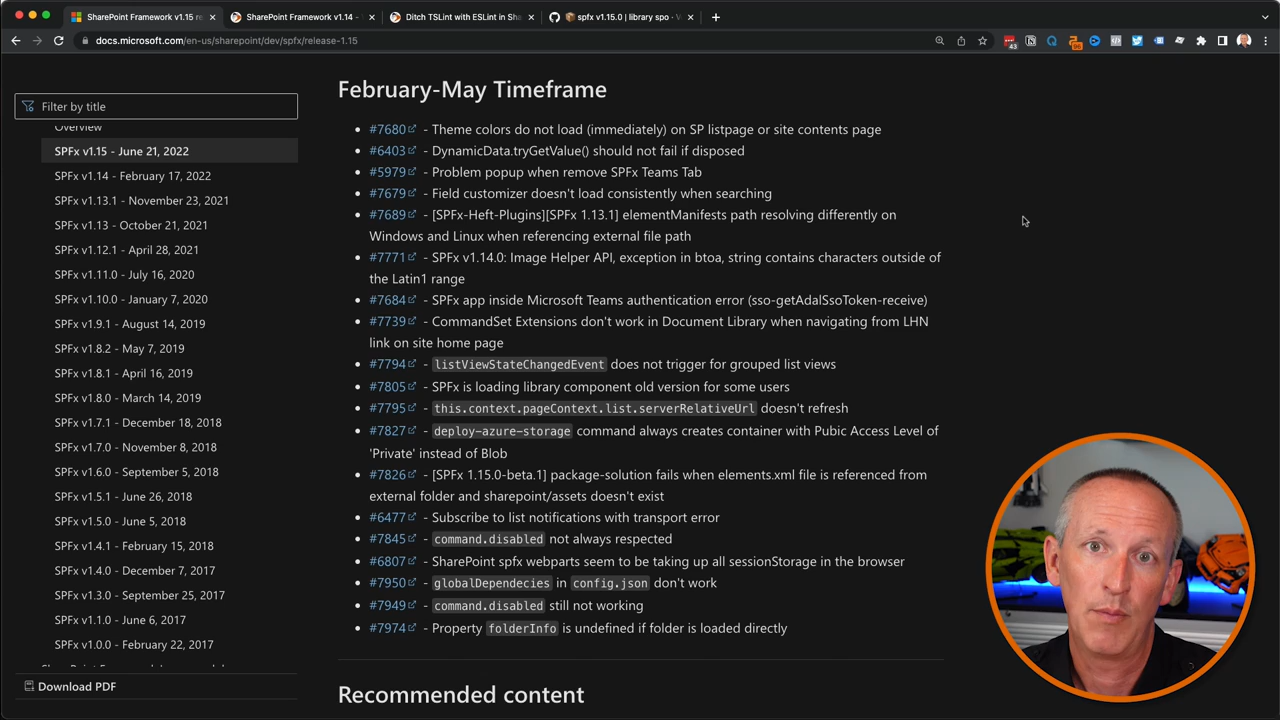 SharePoint Framework v1.15 re
SharePoint Framework v1.14 -
Ditch TSLint with ESLint in Sha
spfx v1.15.0 | library spo · V
docs.microsoft.com/en-us/sharepoint/dev/spfx/release-1.15
43
Filter by title
Overview
SPFx v1.15 - June 21, 2022
SPFx v1.14 - February 17, 2022
SPFx v1.13.1 - November 23, 2021
SPFx v1.13 - October 21, 2021
SPFx v1.12.1 - April 28, 2021
SPFx v1.11.0 - July 16, 2020
SPFx v1.10.0 - January 7, 2020
SPFx v1.9.1 - August 14, 2019
SPFx v1.8.2 - May 7, 2019
SPFx v1.8.1 - April 16, 2019
SPFx v1.8.0 - March 14, 2019
SPFx v1.7.1 - December 18, 2018
SPFx v1.7.0 - November 8, 2018
SPFx v1.6.0 - September 5, 2018
SPFx v1.5.1 - June 26, 2018
SPFx v1.5.0 - June 5, 2018
SPFx v1.4.1 - February 15, 2018
SPFx v1.4.0 - December 7, 2017
SPFx v1.3.0 - September 25, 2017
SPFx v1.1.0 - June 6, 2017
SPFx v1.0.0 - February 22, 2017
Download PDF
February-May Timeframe
#7680 - Theme colors do not load (immediately) on SP listpage or site contents page
#6403 - DynamicData.tryGetValue() should not fail if disposed
#5979 - Problem popup when remove SPFx Teams Tab
#7679 - Field customizer doesn't load consistently when searching
#7689 - [SPFx-Heft-Plugins][SPFx 1.13.1] elementManifests path resolving differently on
Windows and Linux when referencing external file path
#7771 - SPFx v1.14.0: Image Helper API, exception in btoa, string contains characters outside of
the Latin1 range
#7684 - SPFx app inside Microsoft Teams authentication error (sso-getAdalSsoToken-receive)
#7739 - CommandSet Extensions don't work in Document Library when navigating from LHN
link on site home page
#7794 - listViewStateChangedEvent does not trigger for grouped list views
#7805 - SPFx is loading library component old version for some users
#7795 - this.context.pageContext.list.serverRelativeUrl doesn't refresh
#7827 - deploy-azure-storage command always creates container with Pubic Access Level of
'Private' instead of Blob
#7826 - [SPFx 1.15.0-beta.1] package-solution fails when elements.xml file is referenced from
external folder and sharepoint/assets doesn't exist
#6477 - Subscribe to list notifications with transport error
#7845 - command.disabled not always respected
#6807 - SharePoint spfx webparts seem to be taking up all sessionStorage in the browser
#7950 - globalDependecies in config.json don't work
#7949 - command.disabled still not working
#7974 - Property folderInfo is undefined if folder is loaded directly
Recommended content